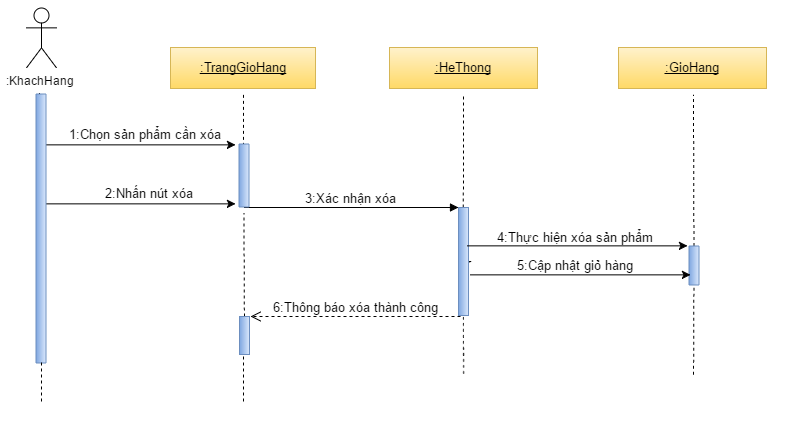 :KhachHang
:TrangGioHang
:HeThong
:GioHang
1:Chọn sản phẩm cần xóa
2:Nhấn nút xóa
3:Xác nhận xóa
4:Thực hiện xóa sản phẩm
5:Cập nhật giỏ hàng
6:Thông báo xóa thành công